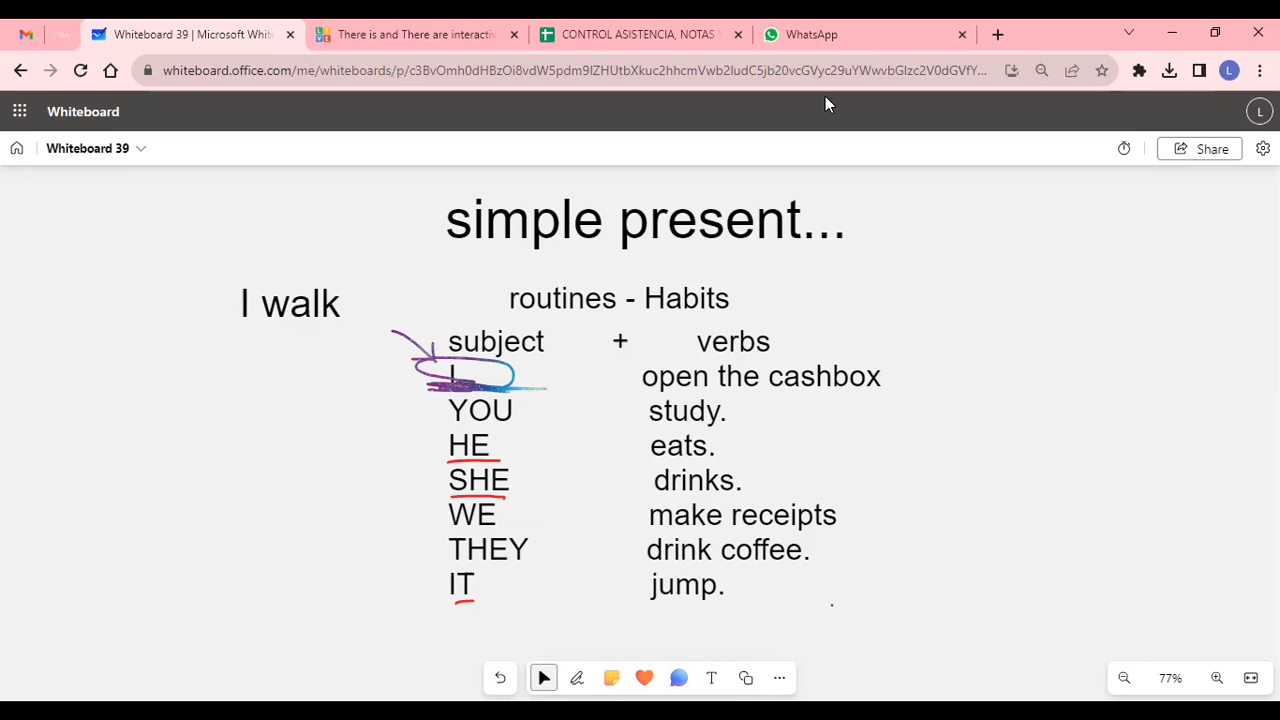 Whiteboard 39 | Microsoft Whit
There is and There are interacti
CONTROL ASISTENCIA, NOTAS
WhatsApp
L
Whiteboard
L
Whiteboard 39
Share
simple present...
I walk
routines - Habits
subject + verbs
I open the cashbox
YOU study.
HE eats.
SHE drinks.
WE make receipts
THEY drink coffee.
IT jump.
77%